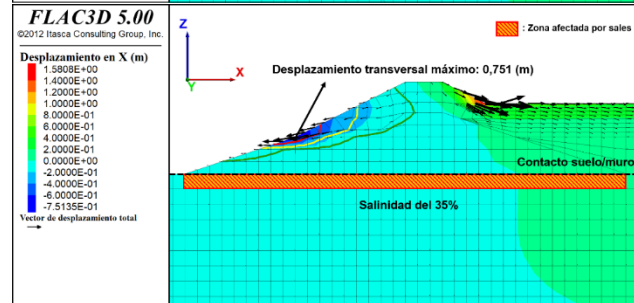 FLAC3D 5.00
©2012 Itasca Consulting Group, Inc.
Desplazamiento en X (m)
1.5808E+00
1.4000E+00
1.2000E+00
1.0000E+00
8.0000E-01
6.0000E-01
4.0000E-01
2.0000E-01
0.0000E+00
-2.0000E-01
-4.0000E-01
-6.0000E-01
-7.5135E-01
Vector de desplazamiento total
Z
X
Y
: Zona afectada por sales
Desplazamiento transversal máximo: 0,751 (m)
Contacto suelo/muro
Salinidad del 35%